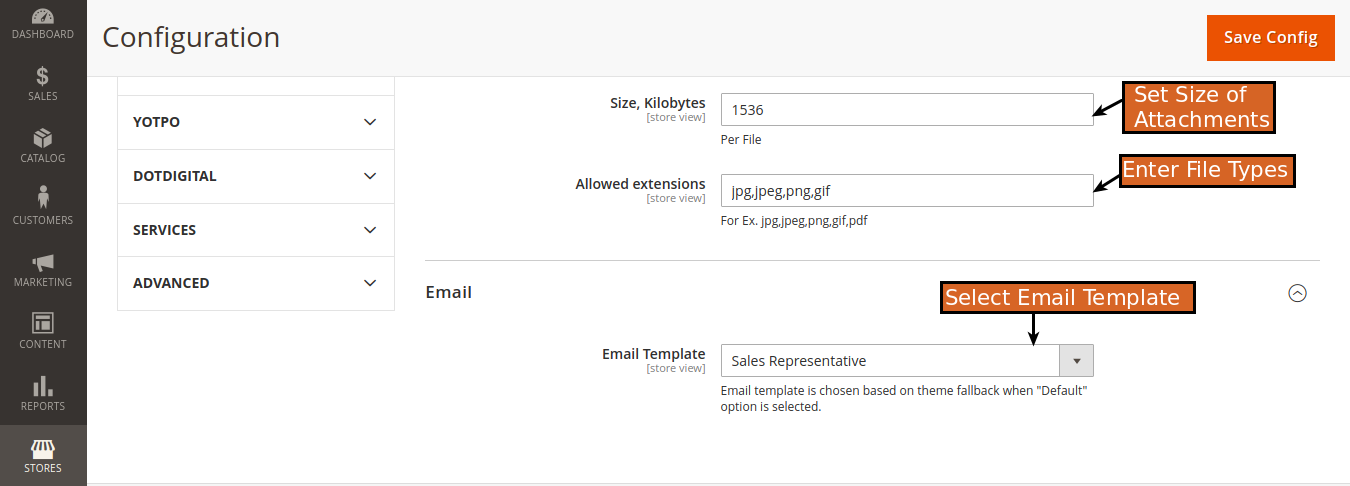 DASHBOARD
SALES
CATALOG
CUSTOMERS
MARKETING
CONTENT
REPORTS
STORES
Configuration
Save Config
YOTPO
DOTDIGITAL
SERVICES
ADVANCED
Size, Kilobytes
[store view]
1536
Per File
Set Size of
Attachments
Allowed extensions
[store view]
jpg,jpeg,png,gif
For Ex. jpg,jpeg,png,gif,pdf
Enter File Types
Email
Select Email Template
Email Template
[store view]
Sales Representative
Email template is chosen based on theme fallback when "Default"
option is selected.